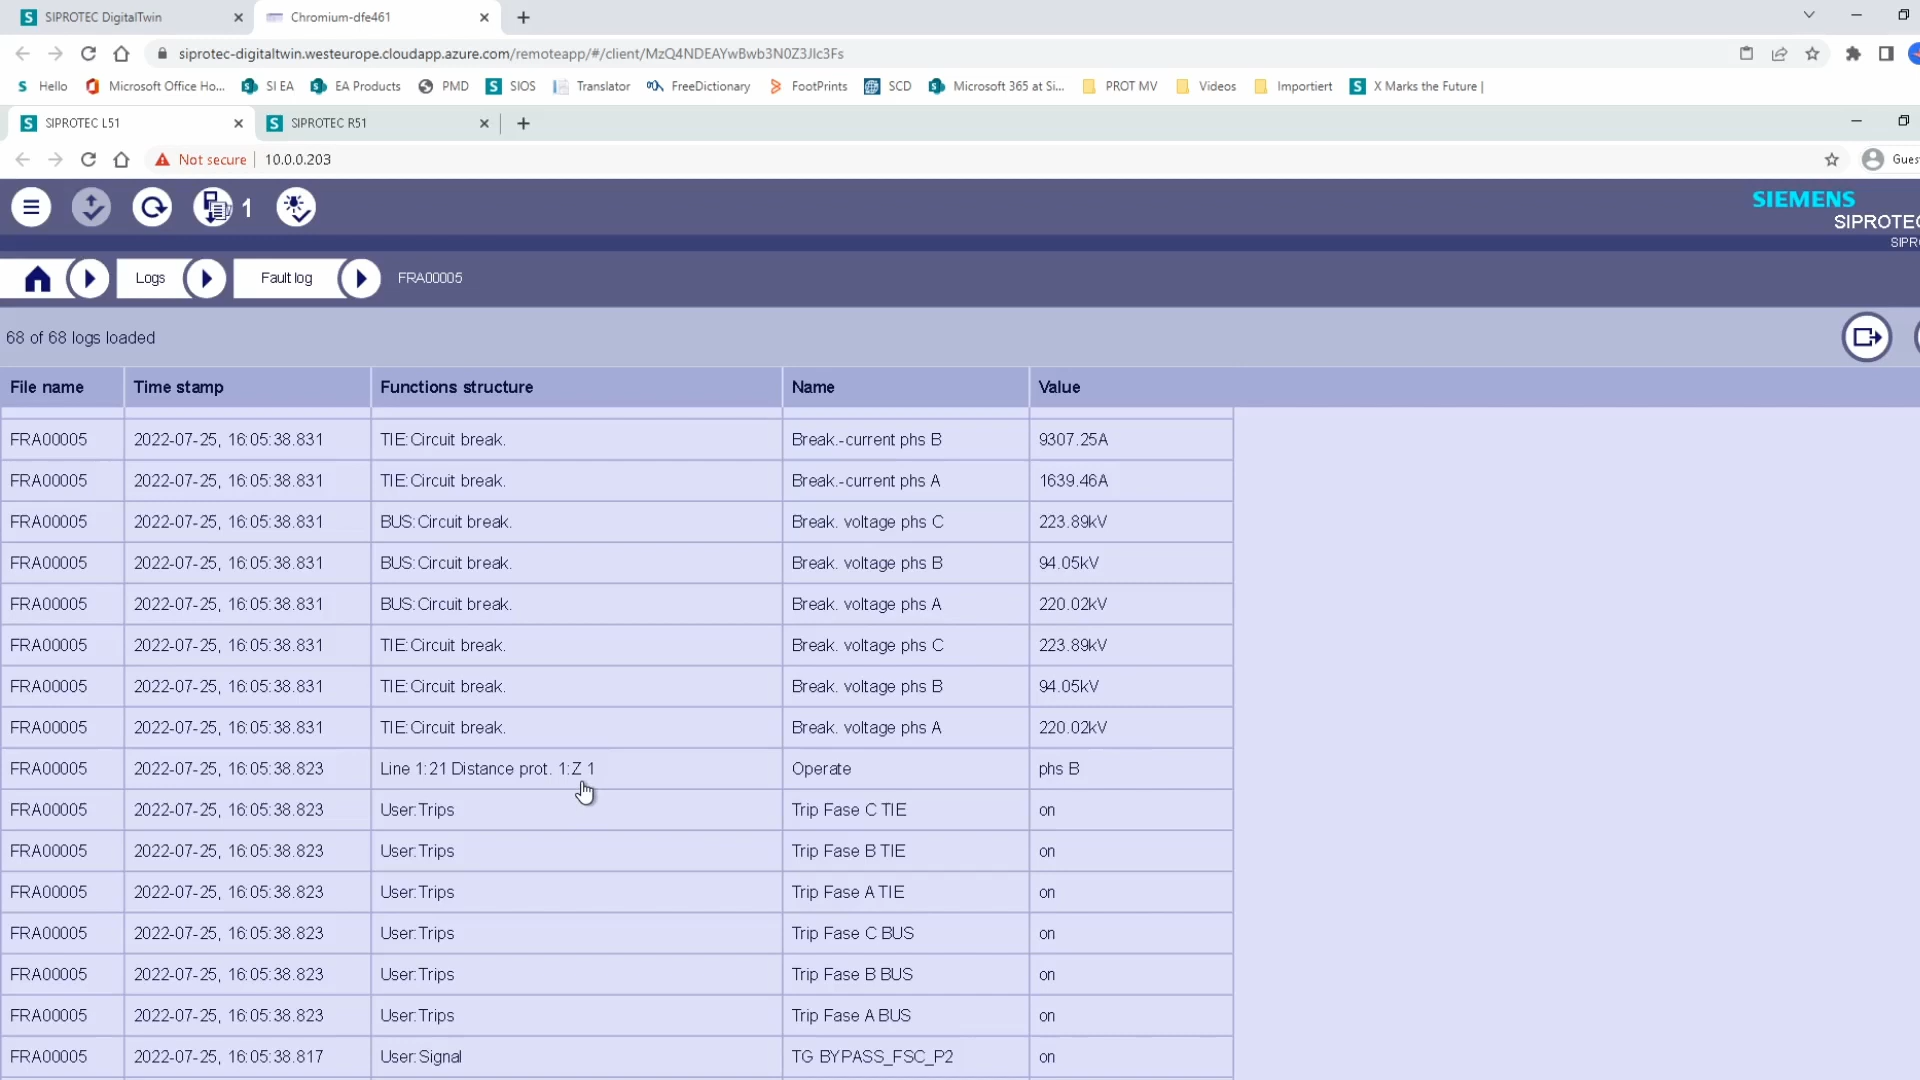 SIPROTEC DigitalTwin
Chromium-dfe461
siprotec-digitaltwin.westeurope.cloudapp.azure.com/remoteapp/#/client/MzQ4NDEAYwBwb3N0Z3JIc3Fs
Hello Microsoft Office Ho... SI EA EA Products PMD SIOS Translator FreeDictionary FootPrints SCD Microsoft 365 at Si... PROT MV Videos Importiert X Marks the Future |
SIPROTEC L51
SIPROTEC R51
Not secure 10.0.0.203
Gues
1
SIEMENS
SIPROTEC
SIPR
Logs Fault log FRA00005
68 of 68 logs loaded
File name Time stamp Functions structure Name Value
FRA00005 2022-07-25, 16:05:38.831 TIE:Circuit break. Break.-current phs B 9307.25A
FRA00005 2022-07-25, 16:05:38.831 TIE:Circuit break. Break.-current phs A 1639.46A
FRA00005 2022-07-25, 16:05:38.831 BUS:Circuit break. Break. voltage phs C 223.89kV
FRA00005 2022-07-25, 16:05:38.831 BUS:Circuit break. Break. voltage phs B 94.05kV
FRA00005 2022-07-25, 16:05:38.831 BUS:Circuit break. Break. voltage phs A 220.02kV
FRA00005 2022-07-25, 16:05:38.831 TIE:Circuit break. Break. voltage phs C 223.89kV
FRA00005 2022-07-25, 16:05:38.831 TIE:Circuit break. Break. voltage phs B 94.05kV
FRA00005 2022-07-25, 16:05:38.831 TIE:Circuit break. Break. voltage phs A 220.02kV
FRA00005 2022-07-25, 16:05:38.823 Line 1:21 Distance prot. 1:Z 1 Operate phs B
FRA00005 2022-07-25, 16:05:38.823 User:Trips Trip Fase C TIE on
FRA00005 2022-07-25, 16:05:38.823 User:Trips Trip Fase B TIE on
FRA00005 2022-07-25, 16:05:38.823 User:Trips Trip Fase A TIE on
FRA00005 2022-07-25, 16:05:38.823 User:Trips Trip Fase C BUS on
FRA00005 2022-07-25, 16:05:38.823 User:Trips Trip Fase B BUS on
FRA00005 2022-07-25, 16:05:38.823 User:Trips Trip Fase A BUS on
FRA00005 2022-07-25, 16:05:38.817 User:Signal TG BYPASS_FSC_P2 on